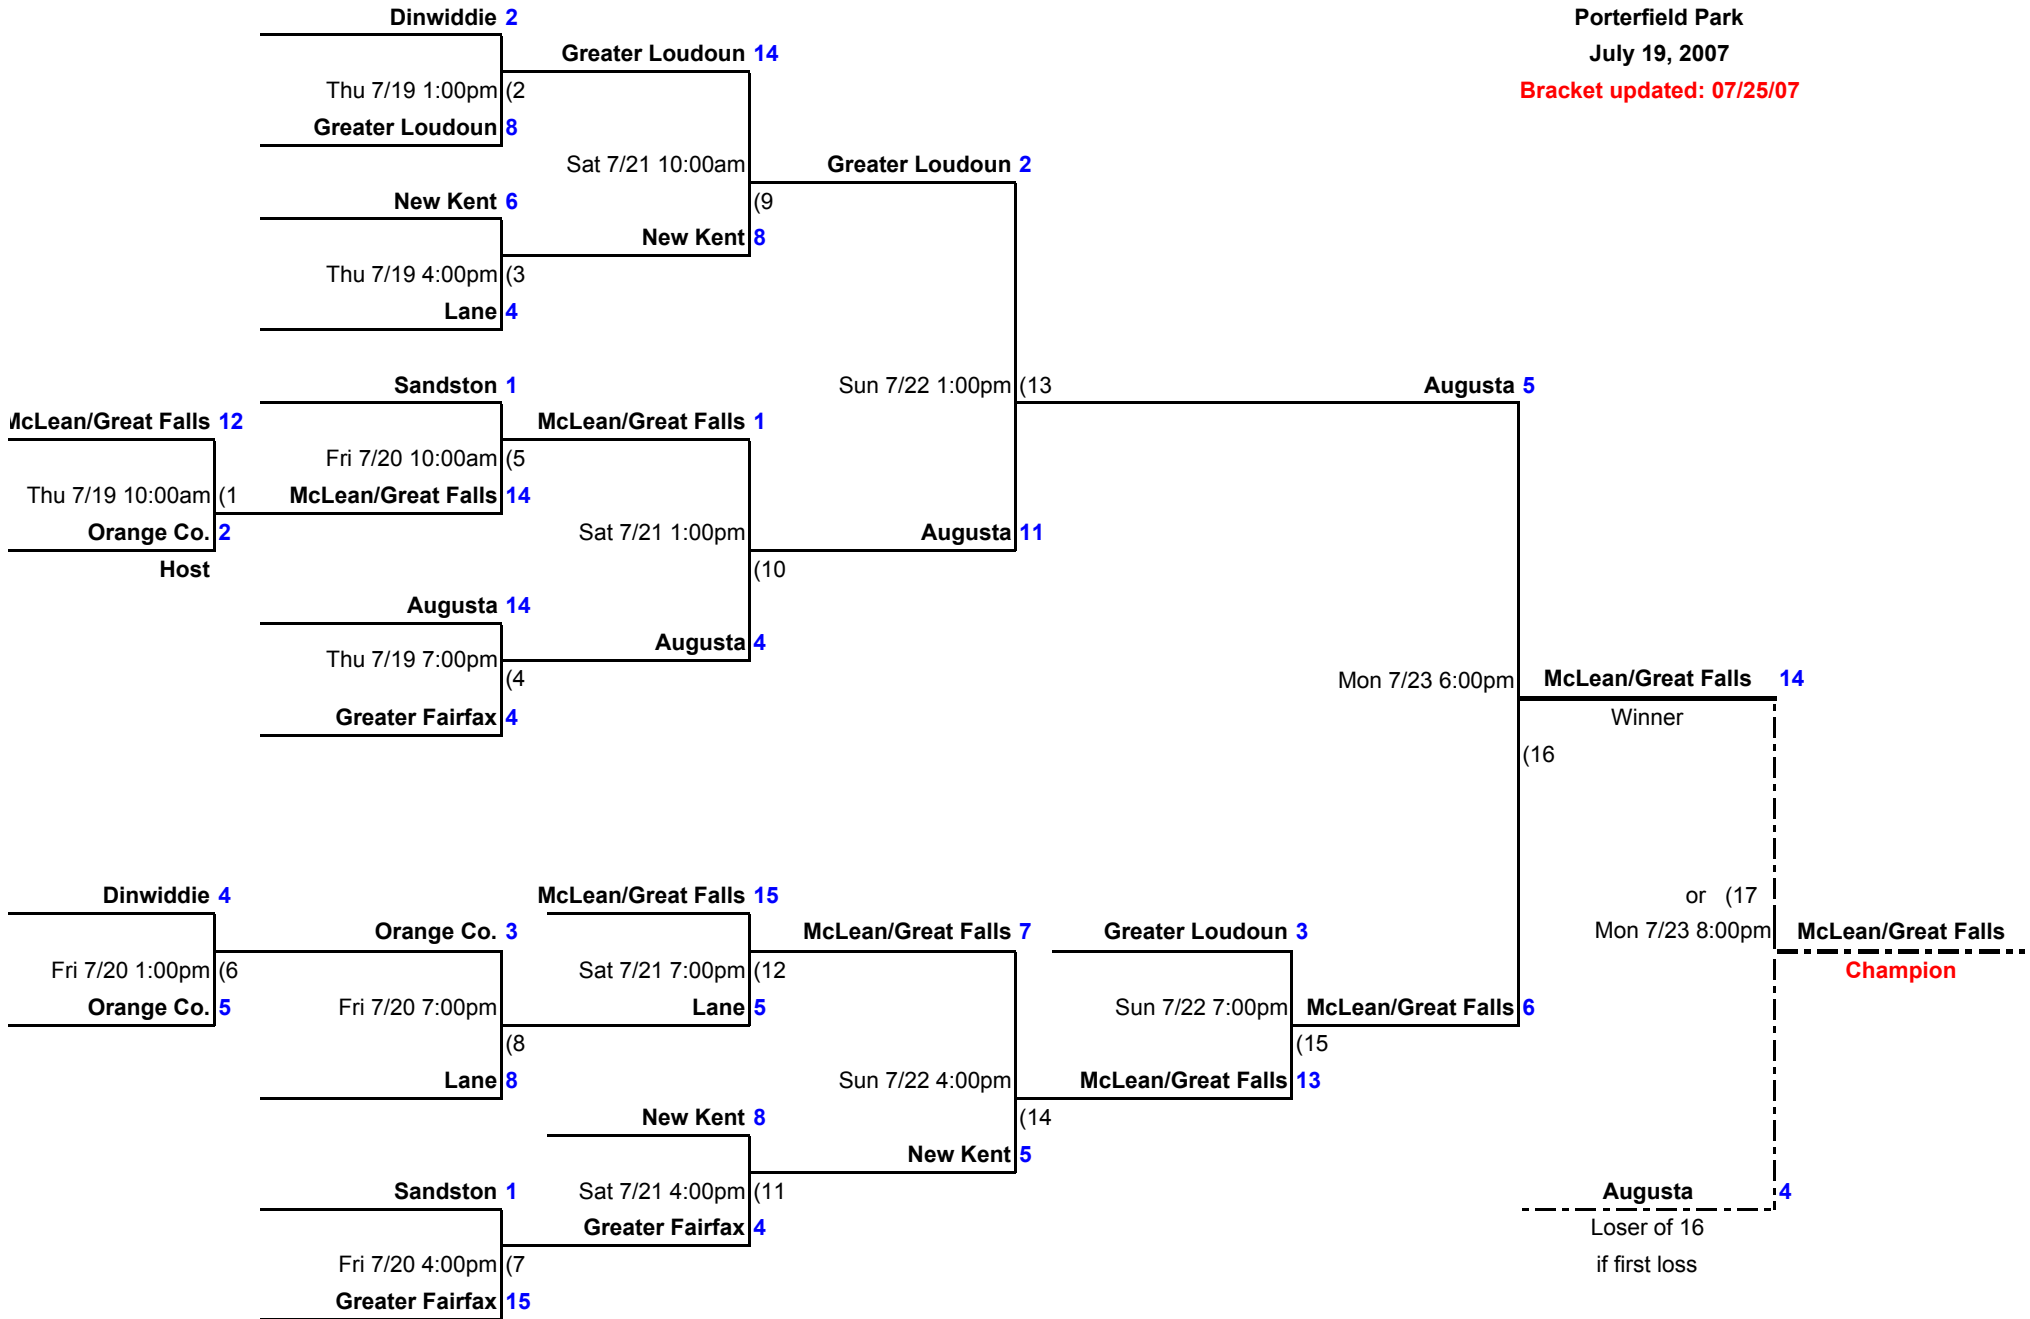 Dinwiddie 2
Porterfield Park
Greater Loudoun 14
July 19, 2007
Thu 7/19 1:00pm (2
Bracket updated: 07/25/07
Greater Loudoun 8
Sat 7/21 10:00am
Greater Loudoun 2
New Kent 6
(9
New Kent 8
Thu 7/19 4:00pm (3
Lane 4
Sandston 1
Sun 7/22 1:00pm (13
Augusta 5
McLean/Great Falls 12
McLean/Great Falls 1
Fri 7/20 10:00am (5
Thu 7/19 10:00am (1
McLean/Great Falls 14
Orange Co. 2
Sat 7/21 1:00pm
Augusta 11
Host
(10
Augusta 14
Augusta 4
Thu 7/19 7:00pm
(4
Mon 7/23 6:00pm
McLean/Great Falls 14
Greater Fairfax 4
Winner
(16
Dinwiddie 4
McLean/Great Falls 15
or (17
Orange Co. 3
McLean/Great Falls 7
Greater Loudoun 3
Mon 7/23 8:00pm
McLean/Great Falls
Fri 7/20 1:00pm (6
Sat 7/21 7:00pm (12
Champion
Orange Co. 5
Fri 7/20 7:00pm
Lane 5
Sun 7/22 7:00pm
McLean/Great Falls 6
(8
(15
Lane 8
Sun 7/22 4:00pm
McLean/Great Falls 13
New Kent 8
(14
New Kent 5
Sandston 1
Sat 7/21 4:00pm (11
Augusta 4
Greater Fairfax 4
Loser of 16
Fri 7/20 4:00pm (7
if first loss
Greater Fairfax 15